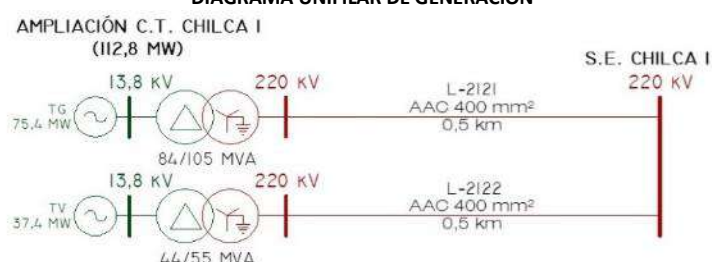 DIAGRAMA UNIFILAR DE GENERACIÓN
AMPLIACIÓN C.T. CHILCA I
(112,8 MW)
S.E. CHILCA I
13,8 KV
220 KV
220 KV
L-2121
AAC 400 mm²
0,5 km
TG
75,4 MW
84/105 MVA
13,8 KV
220 KV
L-2122
AAC 400 mm²
0,5 km
TV
37,4 MW
44/55 MVA